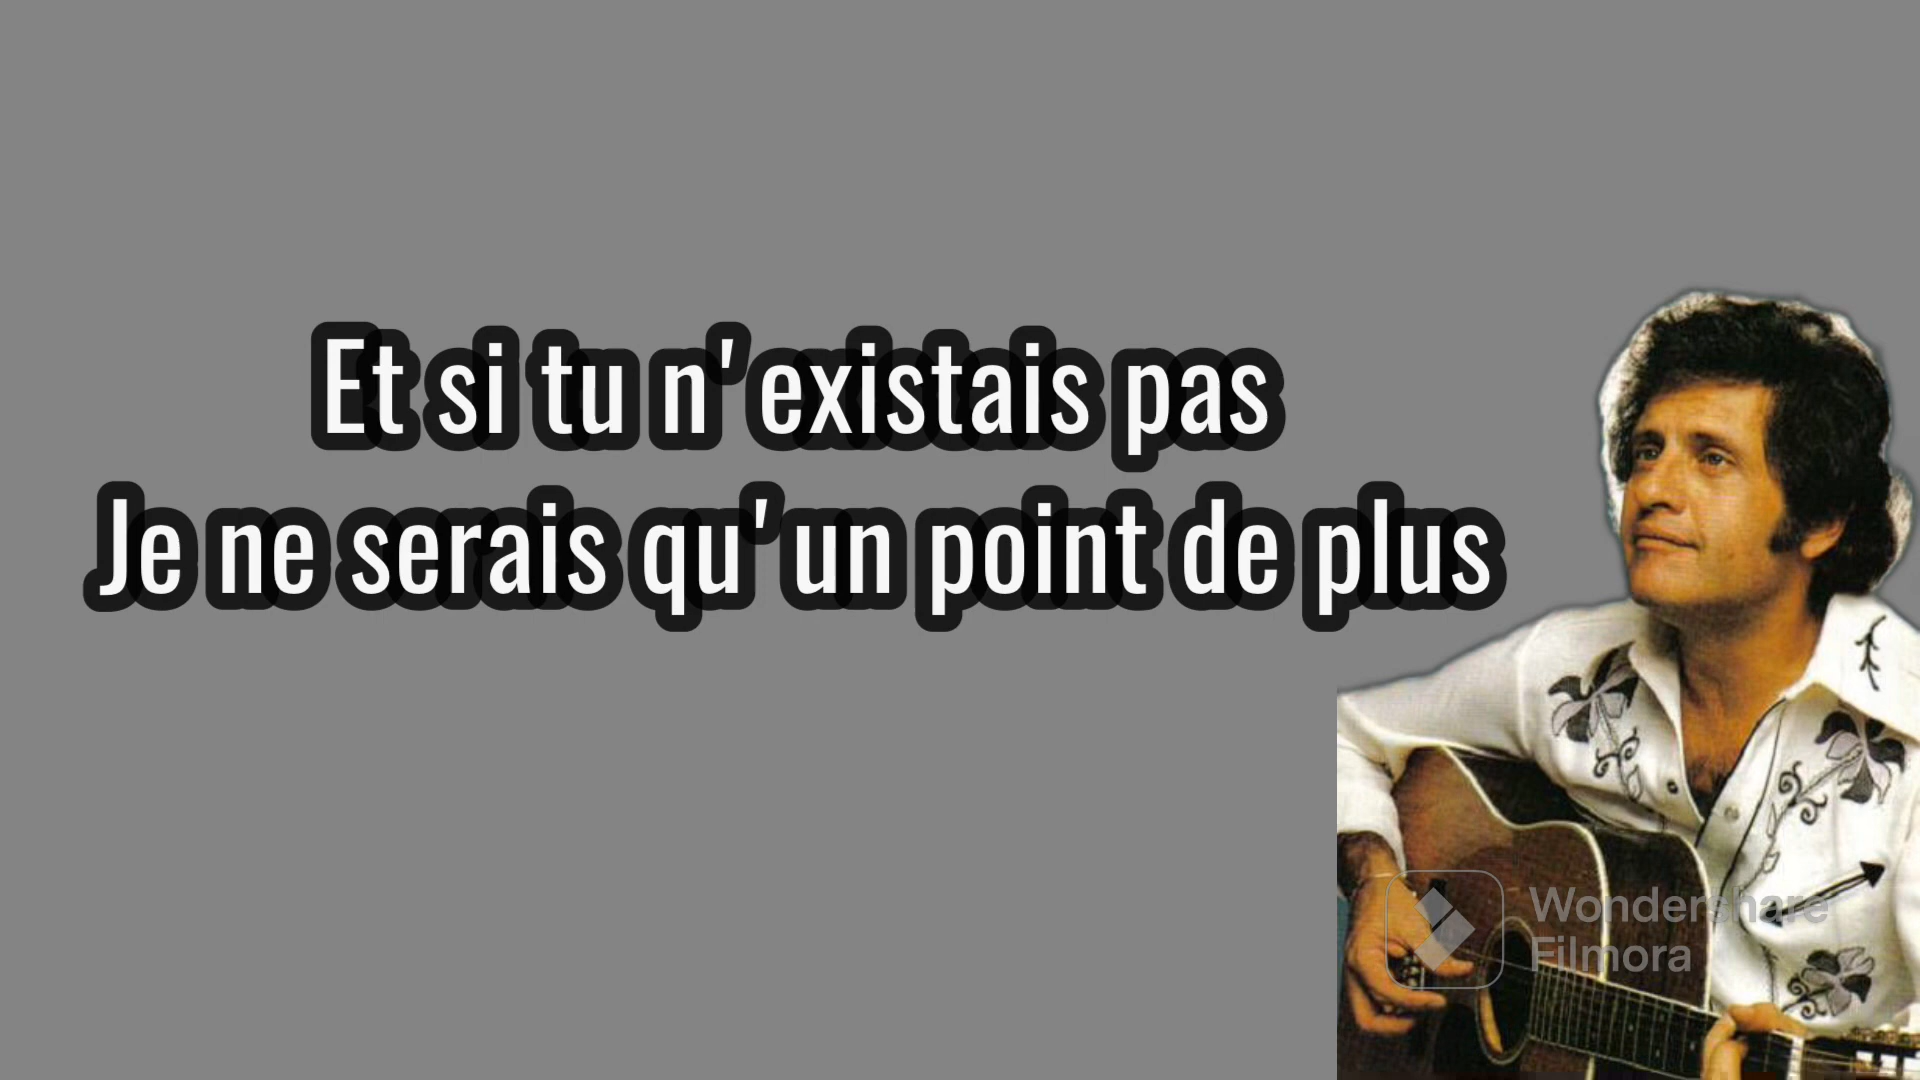 Et si tu n'existais pas
Je ne serais qu'un point de plus
Wondershare
Filmora